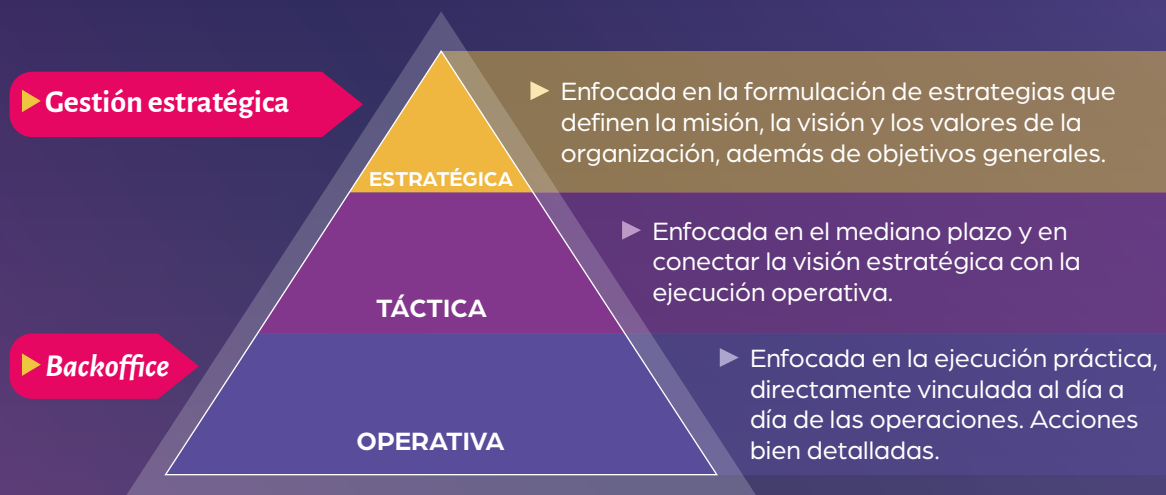 Gestión estratégica
Enfocada en la formulación de estrategias que
definen la misión, la visión y los valores de la
organización, además de objetivos generales.
ESTRATÉGICA
Enfocada en el mediano plazo y en
conectar la visión estratégica con la
ejecución operativa.
TÁCTICA
Backoffice
Enfocada en la ejecución práctica,
directamente vinculada al día a
día de las operaciones. Acciones
bien detalladas.
OPERATIVA